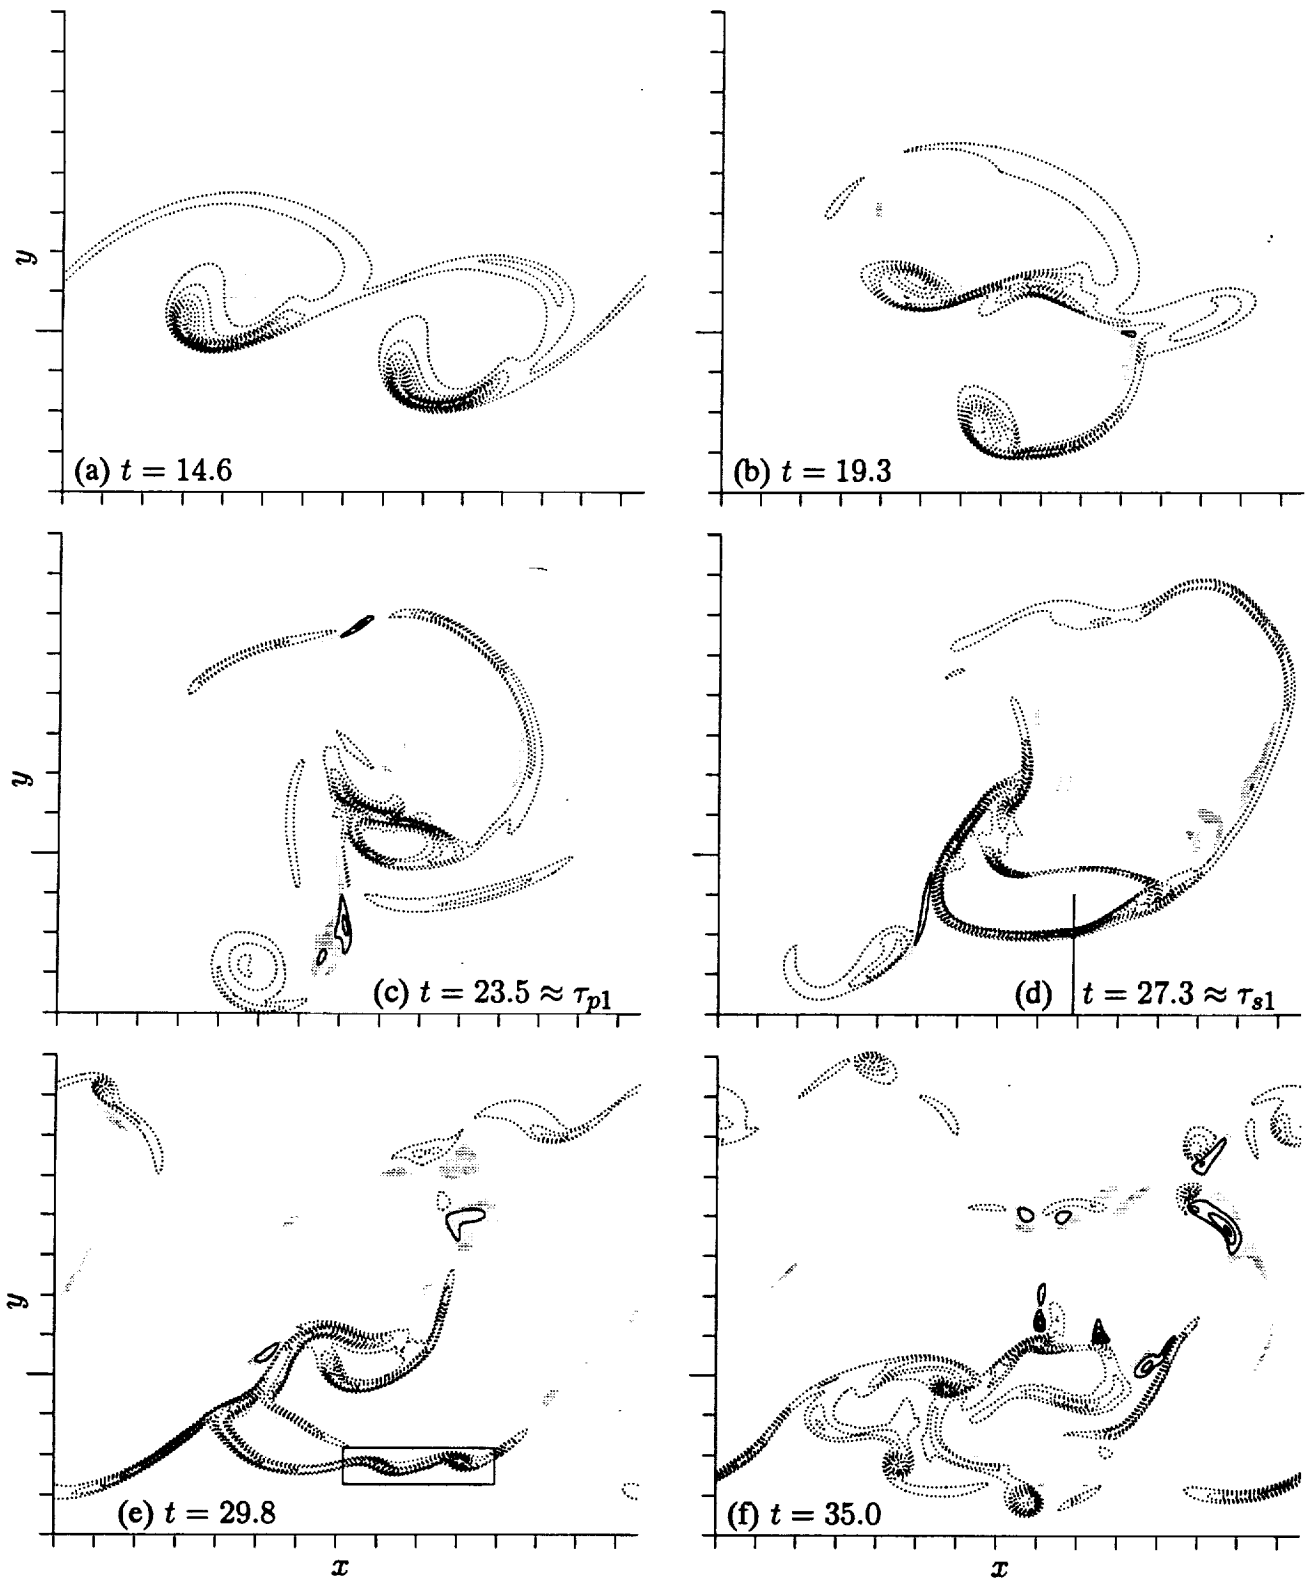 y
(a) t = 14.6
(b) t = 19.3
y
(c) t = 23.5 ≈ τp1
(d) t = 27.3 ≈ τs1
y
(e) t = 29.8
(f) t = 35.0
x
x